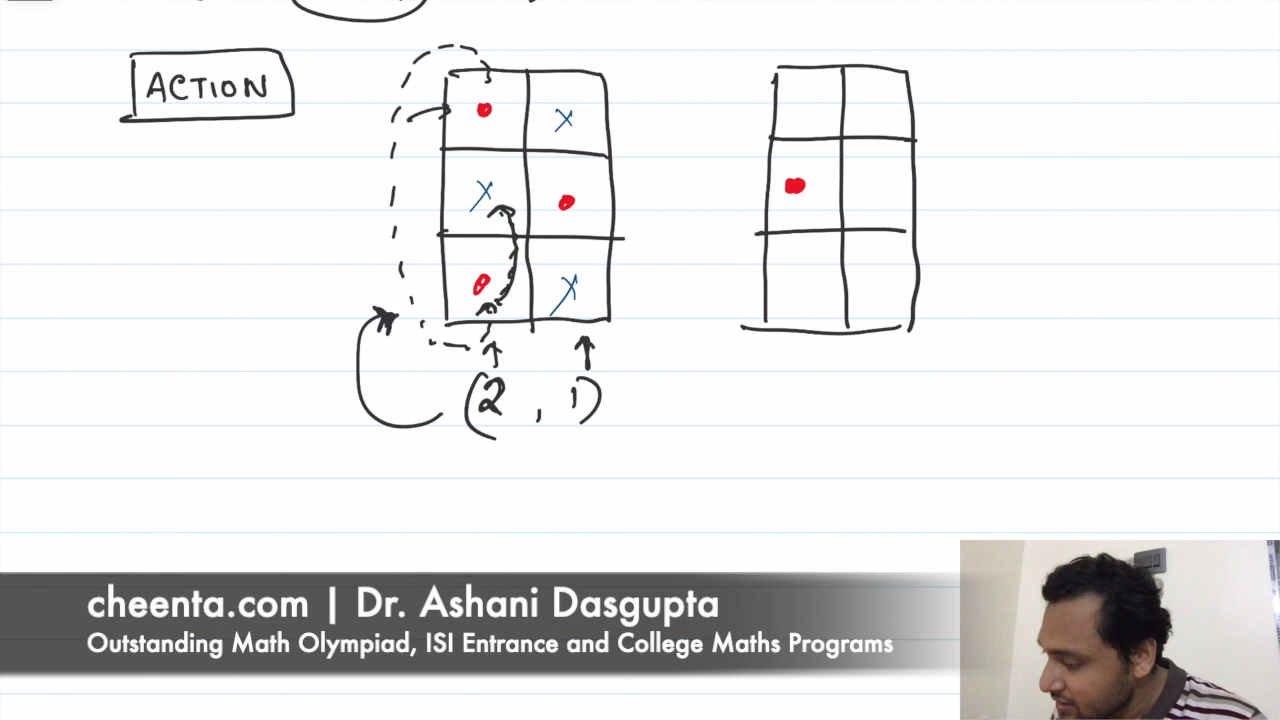 ACTION
X
X
X
(2, 1)
cheenta.com | Dr. Ashani Dasgupta
Outstanding Math Olympiad, ISI Entrance and College Maths Programs